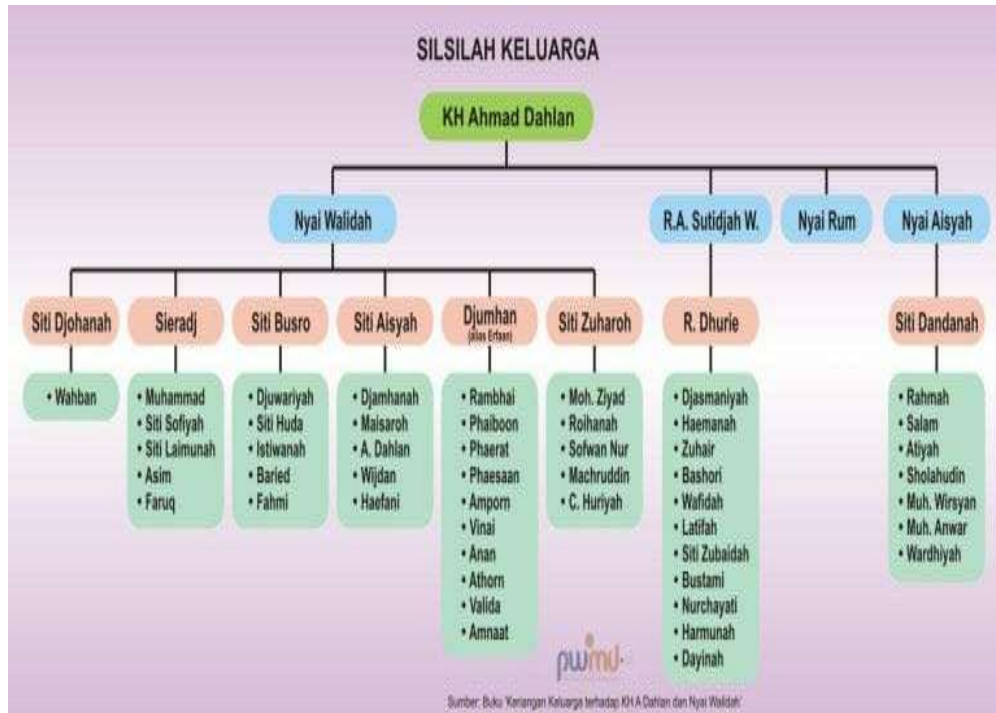 SILSILAH KELUARGA
KH Ahmad Dahlan
Nyai Walidah
R.A. Sutidjah W.
Nyai Rum
Nyai Aisyah
Siti Djohanah
Sieradj
Siti Busro
Siti Aisyah
Djumhan
(alias Erfaan)
Siti Zuharoh
R. Dhurie
Siti Dandanah
• Wahban
• Muhammad
• Siti Sofiyah
• Siti Laimunah
• Asim
• Faruq
• Djuwariyah
• Siti Huda
• Istiwanah
• Baried
• Fahmi
• Djamhanah
• Maisaroh
• A. Dahlan
• Wijdan
• Haefani
• Rambhai
• Phaiboon
• Phaerat
• Phaesaan
• Amporn
• Vinai
• Anan
• Athorn
• Valida
• Amnaat
• Moh. Ziyad
• Roihanah
• Sofwan Nur
• Machruddin
• C. Huriyah
• Djasmaniyah
• Haemanah
• Zuhair
• Bashori
• Wafidah
• Latifah
• Siti Zubaidah
• Bustami
• Nurchayati
• Harmunah
• Dayinah
• Rahmah
• Salam
• Atiyah
• Sholahudin
• Muh. Wirsyan
• Muh. Anwar
• Wardhiyah
pwmu.
Sumber: Buku 'Kenangan Keluarga terhadap KH A Dahlan dan Nyai Walidah'